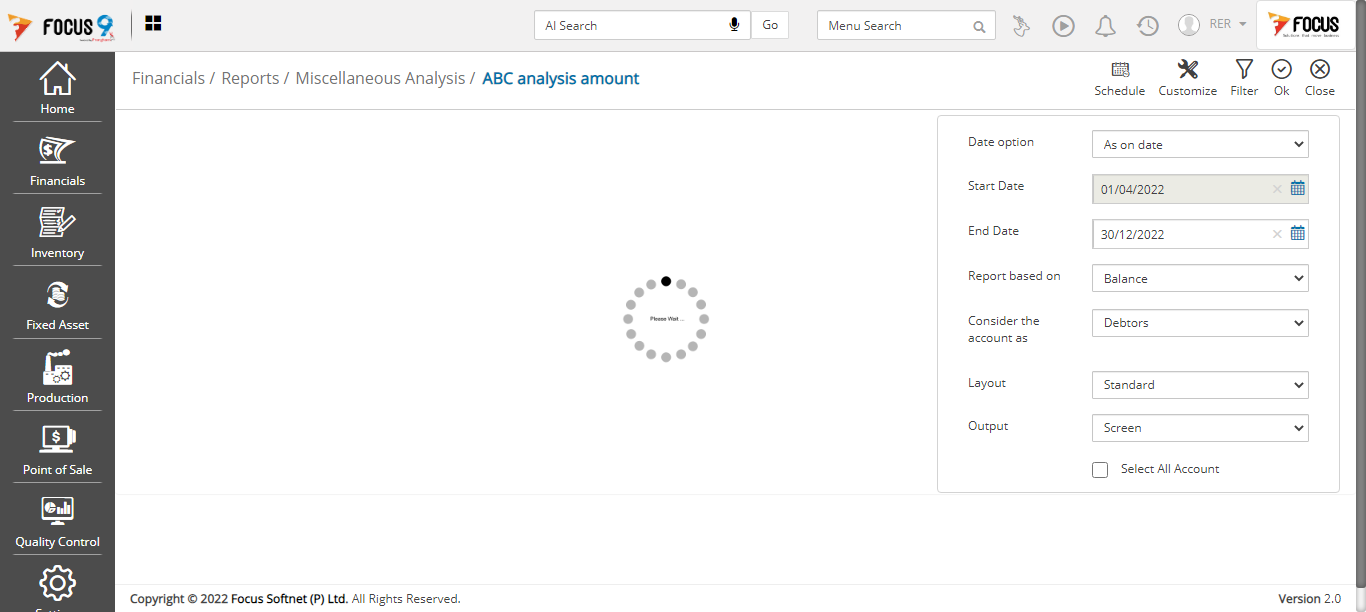 FOCUS 9
AI Search
Go
Menu Search
RER
FOCUS
Home
Financials
Inventory
Fixed Asset
Production
Point of Sale
Quality Control
Financials / Reports / Miscellaneous Analysis / ABC analysis amount
Schedule
Customize
Filter
Ok
Close
Please Wait ...
Date option
As on date
Start Date
01/04/2022
End Date
30/12/2022
Report based on
Balance
Consider the
account as
Debtors
Layout
Standard
Output
Screen
Select All Account
Copyright © 2022 Focus Softnet (P) Ltd. All Rights Reserved.
Version 2.0